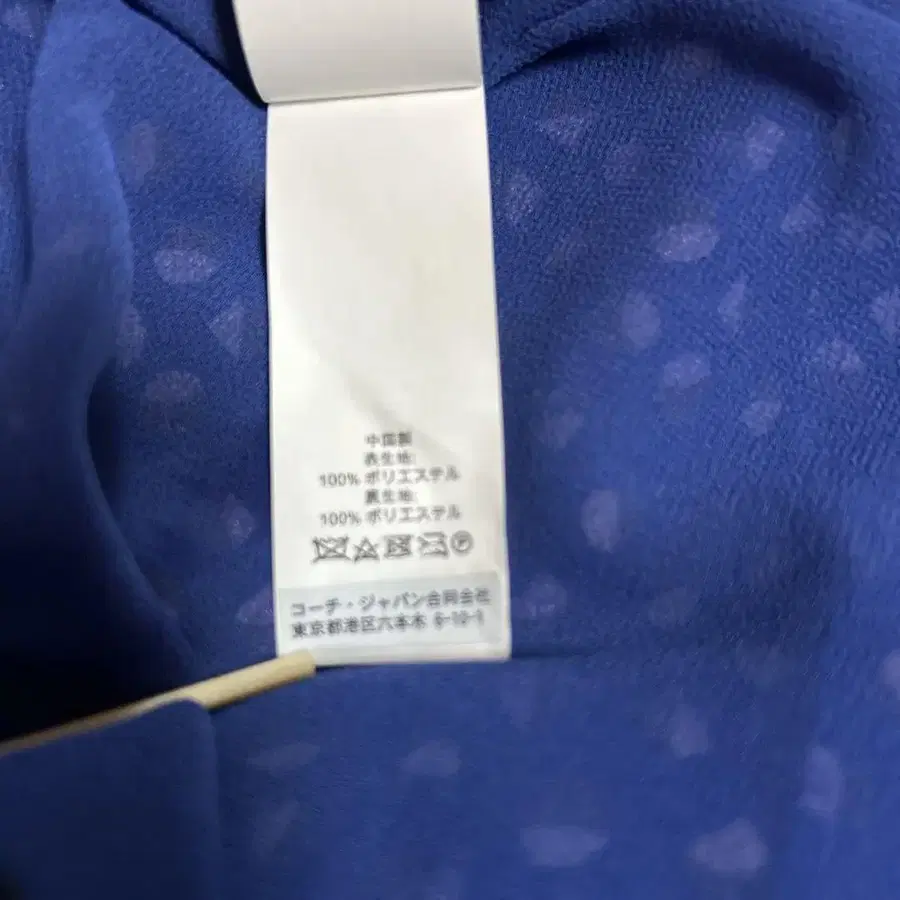 中国製
表生地:
100% ポリエステル
裏生地:
100% ポリエステル
コーチ・ジャパン合同会社
東京都港区六本木 6-10-1